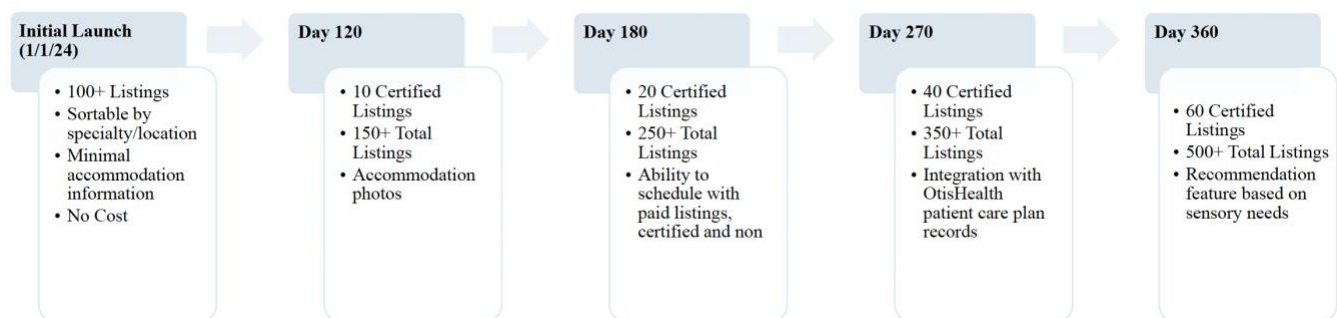 Initial Launch
(1/1/24)
• 100+ Listings
• Sortable by
specialty/location
• Minimal
accommodation
information
• No Cost
Day 120
• 10 Certified
Listings
• 150+ Total
Listings
• Accommodation
photos
Day 180
• 20 Certified
Listings
• 250+ Total
Listings
• Ability to
schedule with
paid listings,
certified and non
Day 270
• 40 Certified
Listings
• 350+ Total
Listings
• Integration with
OtisHealth
patient care plan
records
Day 360
• 60 Certified
Listings
• 500+ Total Listings
• Recommendation
feature based on
sensory needs